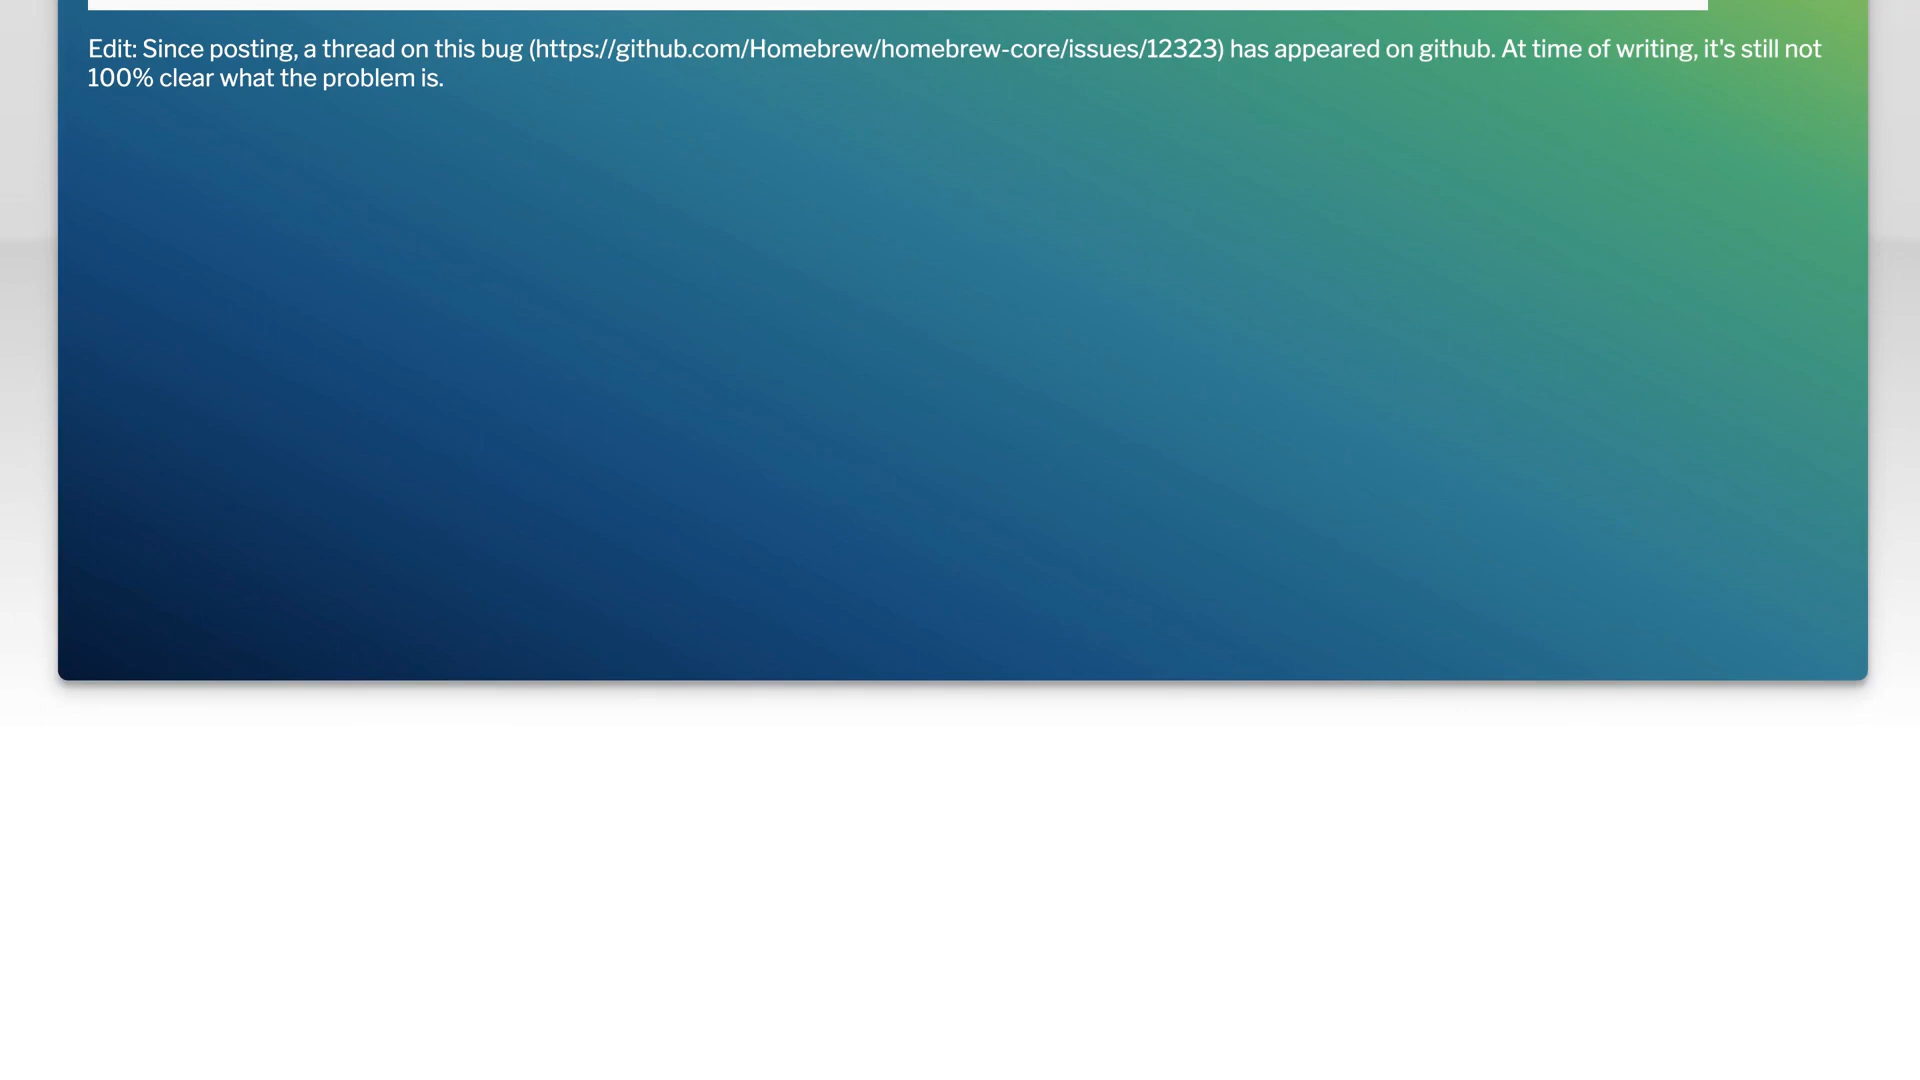 Edit: Since posting, a thread on this bug (https://github.com/Homebrew/homebrew-core/issues/12323) has appeared on github. At time of writing, it's still not
100% clear what the problem is.